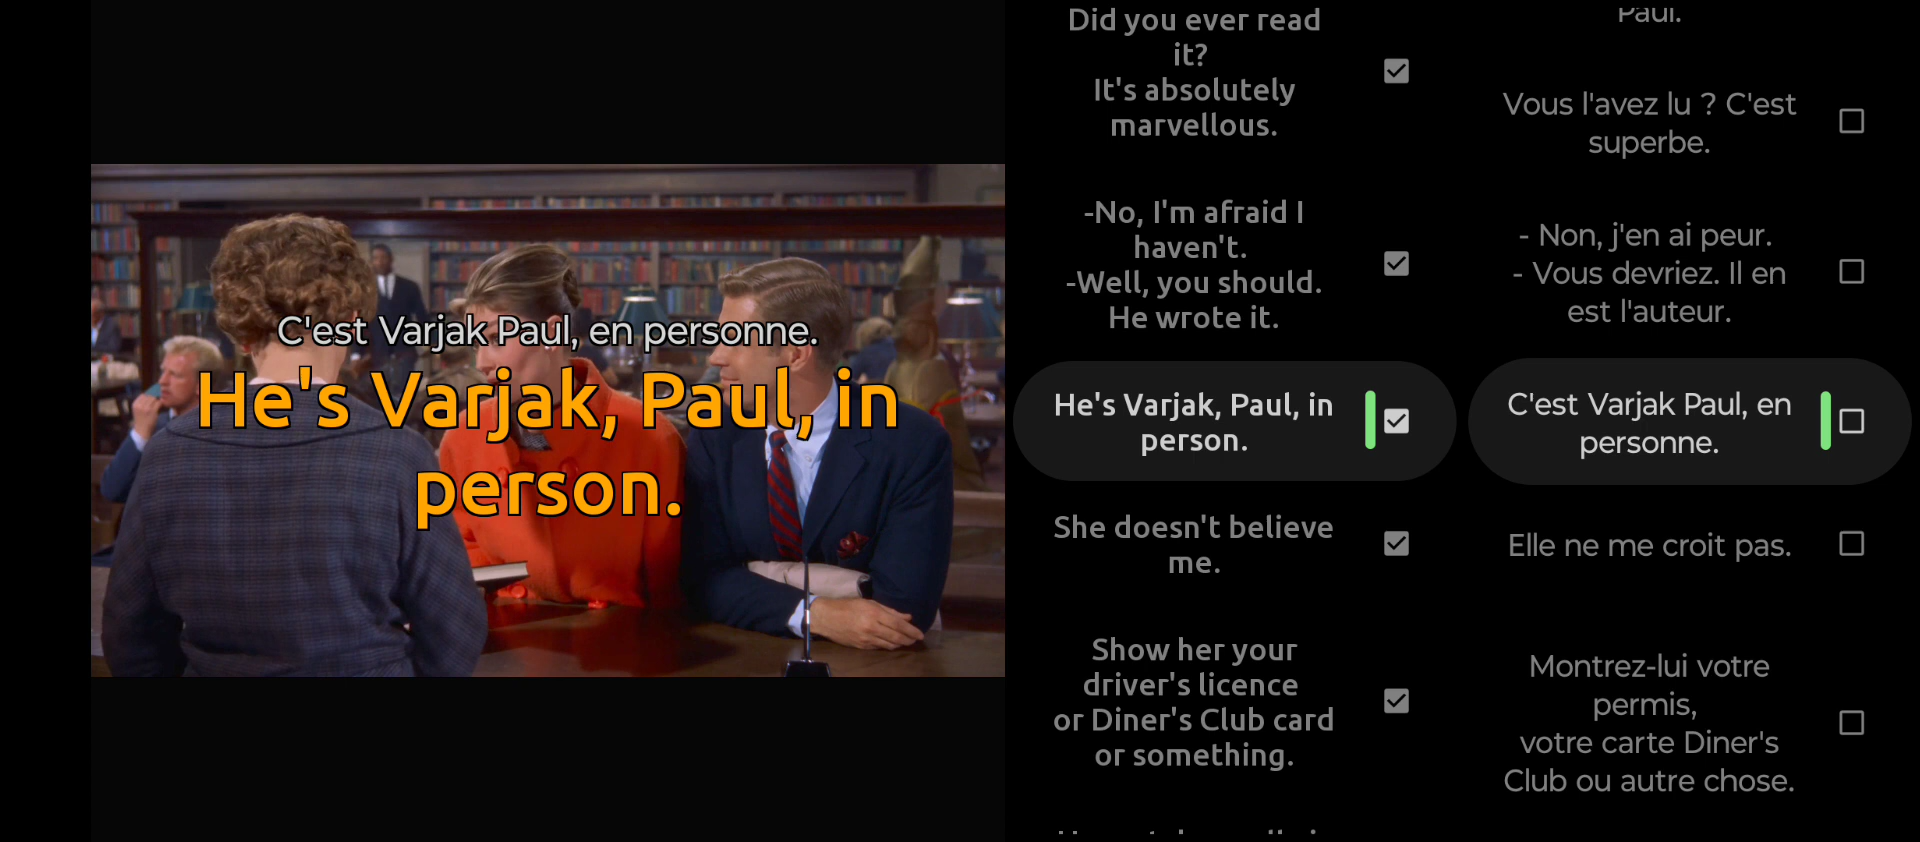 C'est Varjak Paul, en personne.
He's Varjak, Paul, in
person.
Did you ever read
it?
It's absolutely
marvellous.
-No, I'm afraid I
haven't.
-Well, you should.
He wrote it.
He's Varjak, Paul, in
person.
She doesn't believe
me.
Show her your
driver's licence
or Diner's Club card
or something.
Paul.
Vous l'avez lu ? C'est
superbe.
- Non, j'en ai peur.
- Vous devriez. Il en
est l'auteur.
C'est Varjak Paul, en
personne.
Elle ne me croit pas.
Montrez-lui votre
permis,
votre carte Diner's
Club ou autre chose.